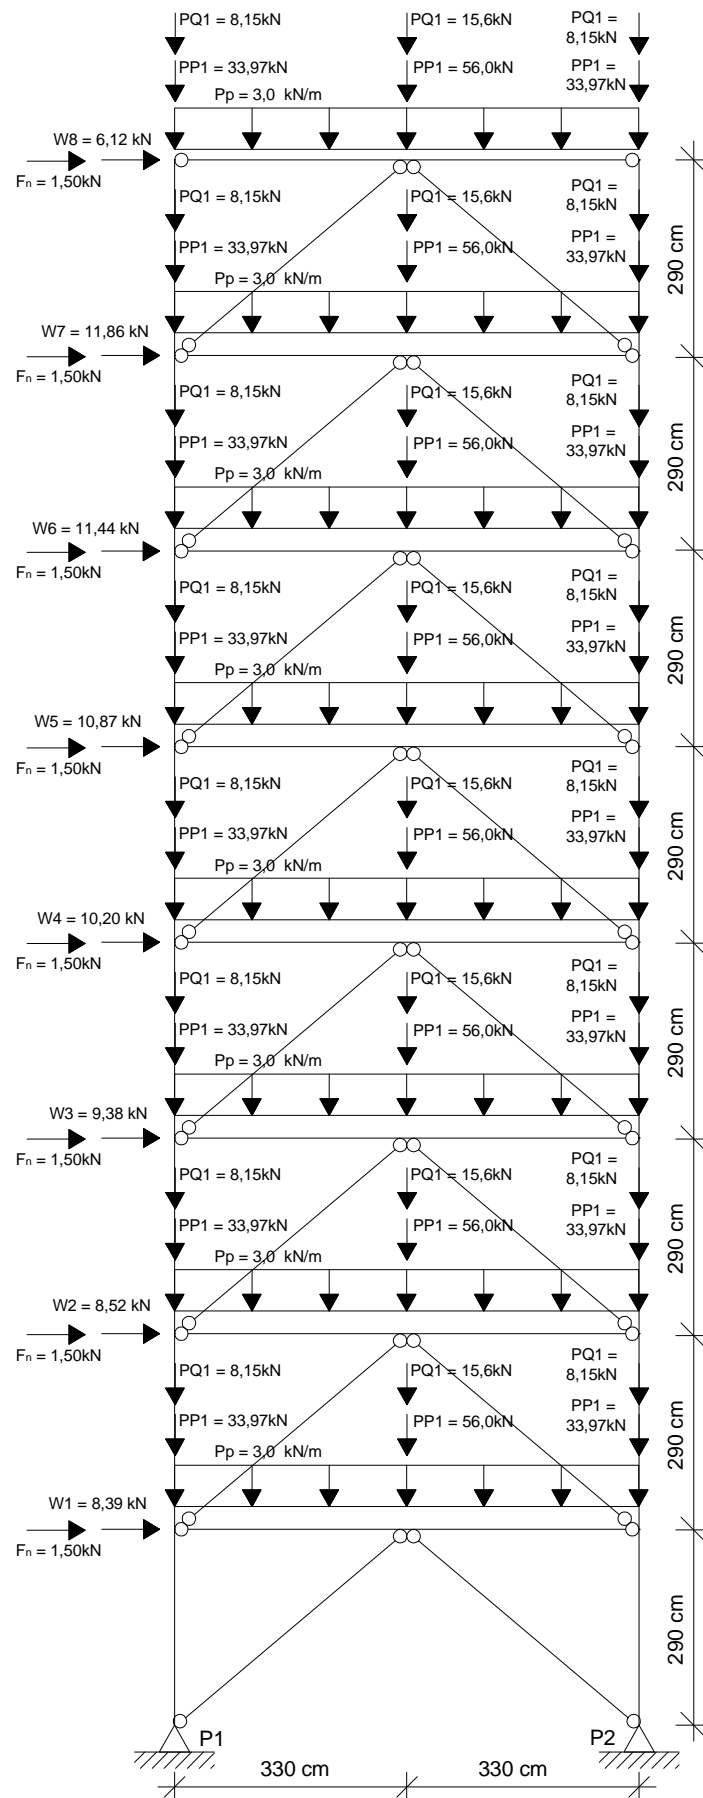 PQ1 = 8,15kN
PQ1 = 15,6kN
PQ1 =
8,15kN
PP1 = 33,97kN
PP1 = 56,0kN
PP1 =
33,97kN
Pp = 3,0 kN/m
W8 = 6,12 kN
Fn = 1,50kN
PQ1 = 8,15kN
PQ1 = 15,6kN
PQ1 =
8,15kN
PP1 = 33,97kN
PP1 = 56,0kN
PP1 =
33,97kN
Pp = 3,0 kN/m
290 cm
W7 = 11,86 kN
Fn = 1,50kN
PQ1 = 8,15kN
PQ1 = 15,6kN
PQ1 =
8,15kN
PP1 = 33,97kN
PP1 = 56,0kN
PP1 =
33,97kN
Pp = 3,0 kN/m
290 cm
W6 = 11,44 kN
Fn = 1,50kN
PQ1 = 8,15kN
PQ1 = 15,6kN
PQ1 =
8,15kN
PP1 = 33,97kN
PP1 = 56,0kN
PP1 =
33,97kN
Pp = 3,0 kN/m
290 cm
W5 = 10,87 kN
Fn = 1,50kN
PQ1 = 8,15kN
PQ1 = 15,6kN
PQ1 =
8,15kN
PP1 = 33,97kN
PP1 = 56,0kN
PP1 =
33,97kN
Pp = 3,0 kN/m
290 cm
W4 = 10,20 kN
Fn = 1,50kN
PQ1 = 8,15kN
PQ1 = 15,6kN
PQ1 =
8,15kN
PP1 = 33,97kN
PP1 = 56,0kN
PP1 =
33,97kN
Pp = 3,0 kN/m
290 cm
W3 = 9,38 kN
Fn = 1,50kN
PQ1 = 8,15kN
PQ1 = 15,6kN
PQ1 =
8,15kN
PP1 = 33,97kN
PP1 = 56,0kN
PP1 =
33,97kN
Pp = 3,0 kN/m
290 cm
W2 = 8,52 kN
Fn = 1,50kN
PQ1 = 8,15kN
PQ1 = 15,6kN
PQ1 =
8,15kN
PP1 = 33,97kN
PP1 = 56,0kN
PP1 =
33,97kN
Pp = 3,0 kN/m
290 cm
W1 = 8,39 kN
Fn = 1,50kN
290 cm
P1
P2
330 cm
330 cm